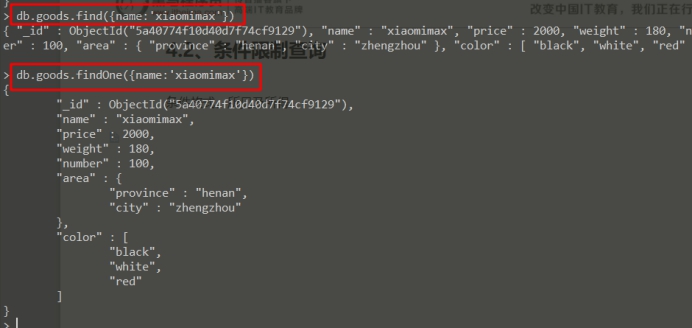 }
> db.goods.find({name:'xiaomimax'})
改变中国IT教育，我们正在行
{ "_id" : ObjectId("5a40774f10d40d7f74cf9129"), "name" : "xiaomimax", "price" : 2000, "weight" : 180, "n
er" : 100, "area" : { "province" : "henan", "city" : "zhengzhou" }, "color" : [ "black", "white", "red"
4.2、条件限制查询
> db.goods.findOne({name:'xiaomimax'})
{
"_id" : ObjectId("5a40774f10d40d7f74cf9129"),
"name" : "xiaomimax",
"price" : 2000,
"weight" : 180,
"number" : 100,
"area" : {
"province" : "henan",
"city" : "zhengzhou"
},
"color" : [
"black",
"white",
"red"
]
}
>